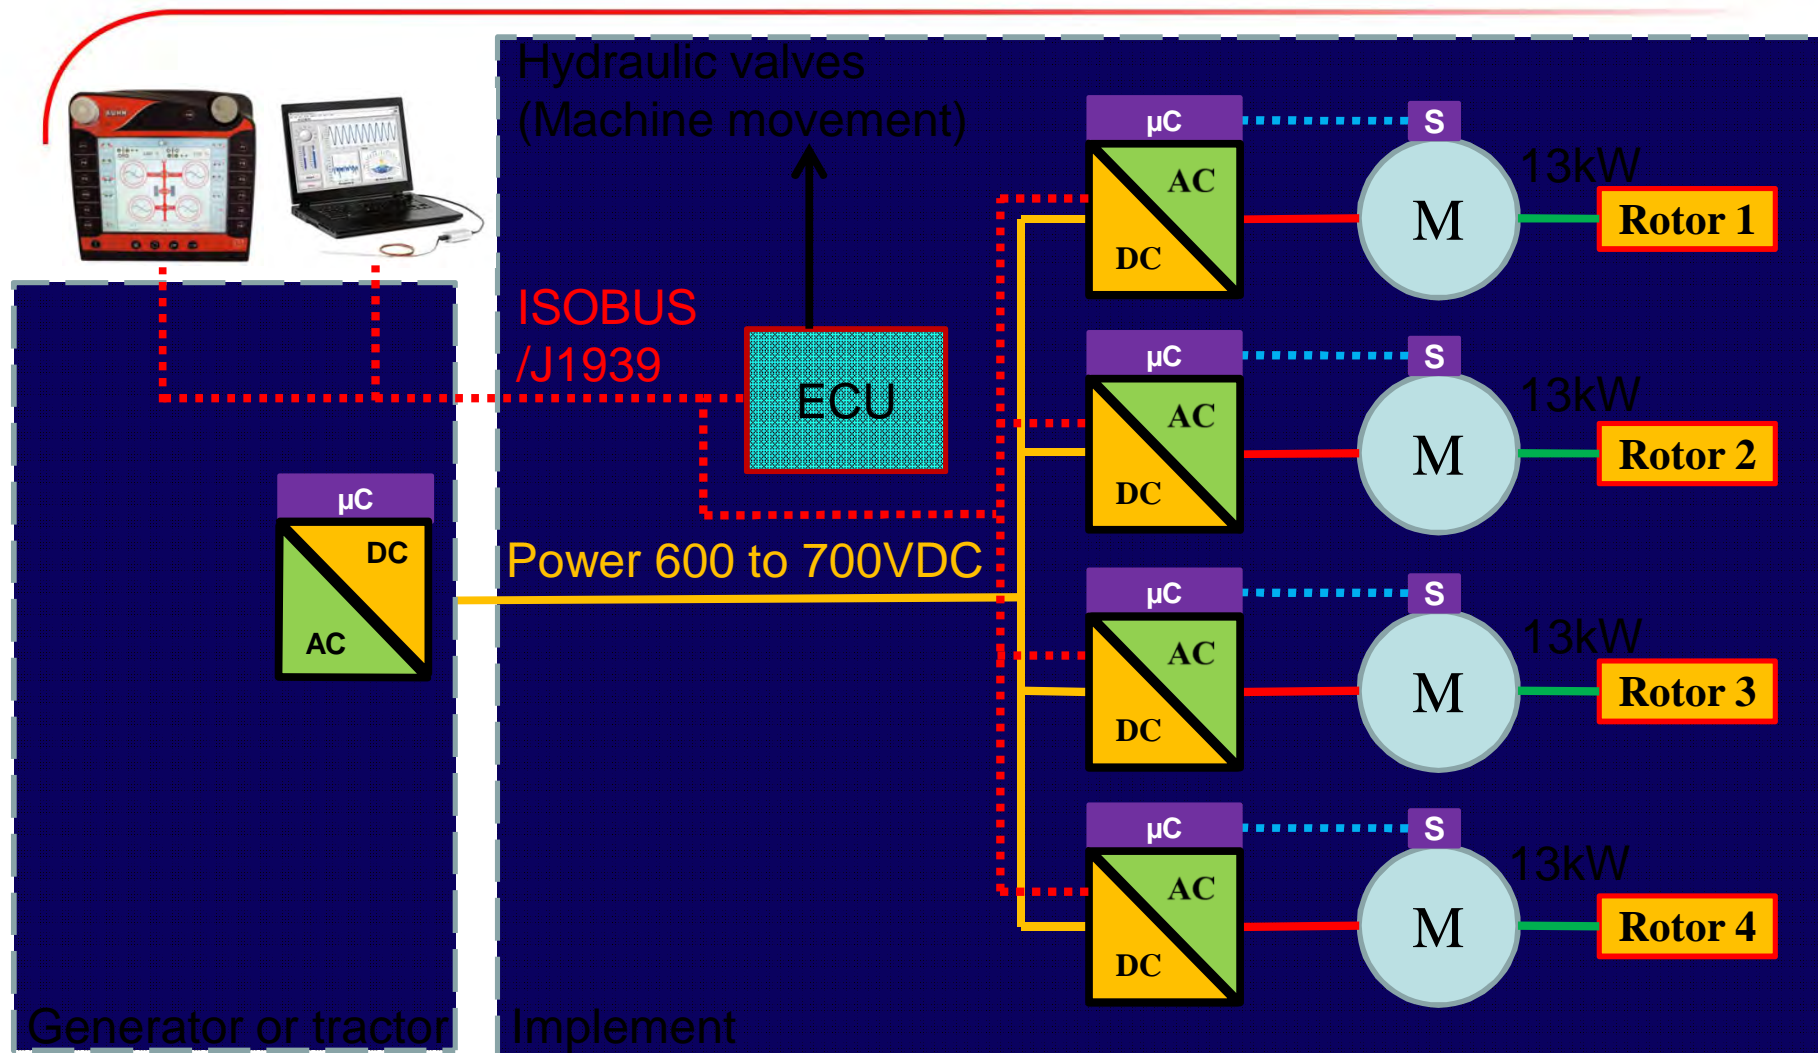 Hydraulic valves
(Machine movement)
KUHN
ISOBUS
/J1939
ECU
µC
DC
AC
Power 600 to 700VDC
µC
S
AC
DC
M
13kW
Rotor 1
µC
S
AC
DC
M
13kW
Rotor 2
µC
S
AC
DC
M
13kW
Rotor 3
µC
S
AC
DC
M
13kW
Rotor 4
Generator or tractor
Implement